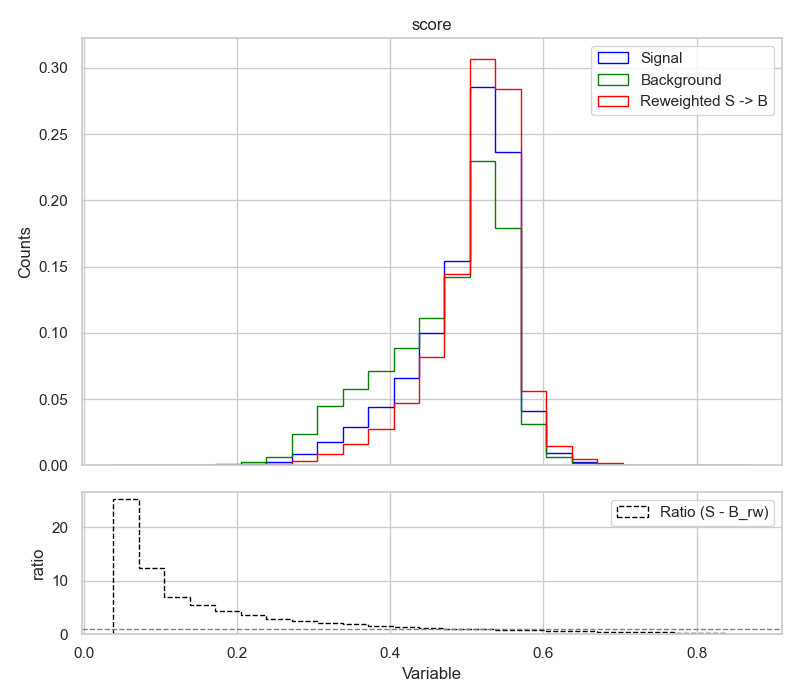 score
Signal
Background
Reweighted S -> B
Counts
0.30
0.25
0.20
0.15
0.10
0.05
0.00
Ratio (S - B_rw)
ratio
20
10
0
0.0 0.2 0.4 0.6 0.8
Variable